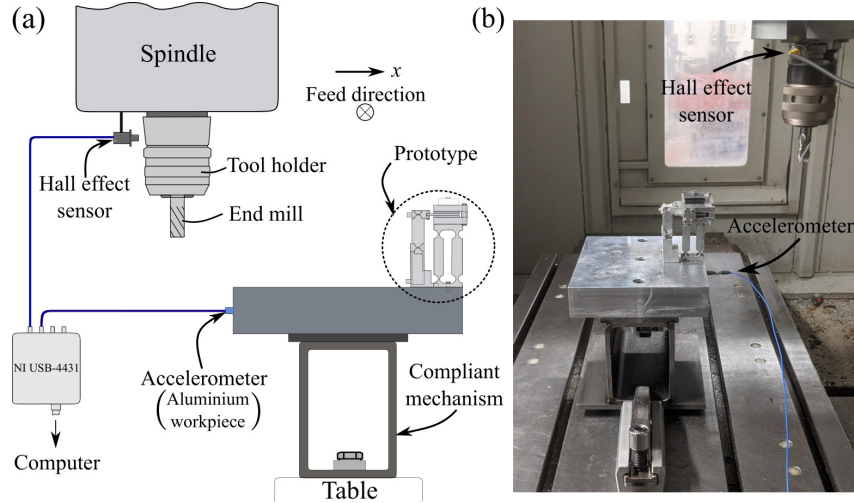 (a)
Spindle
x
Feed direction
Hall effect
sensor
Tool holder
End mill
Prototype
NI USB-4431
Accelerometer
(Aluminium
workpiece)
Compliant
mechanism
Computer
Table
(b)
Hall effect
sensor
Accelerometer